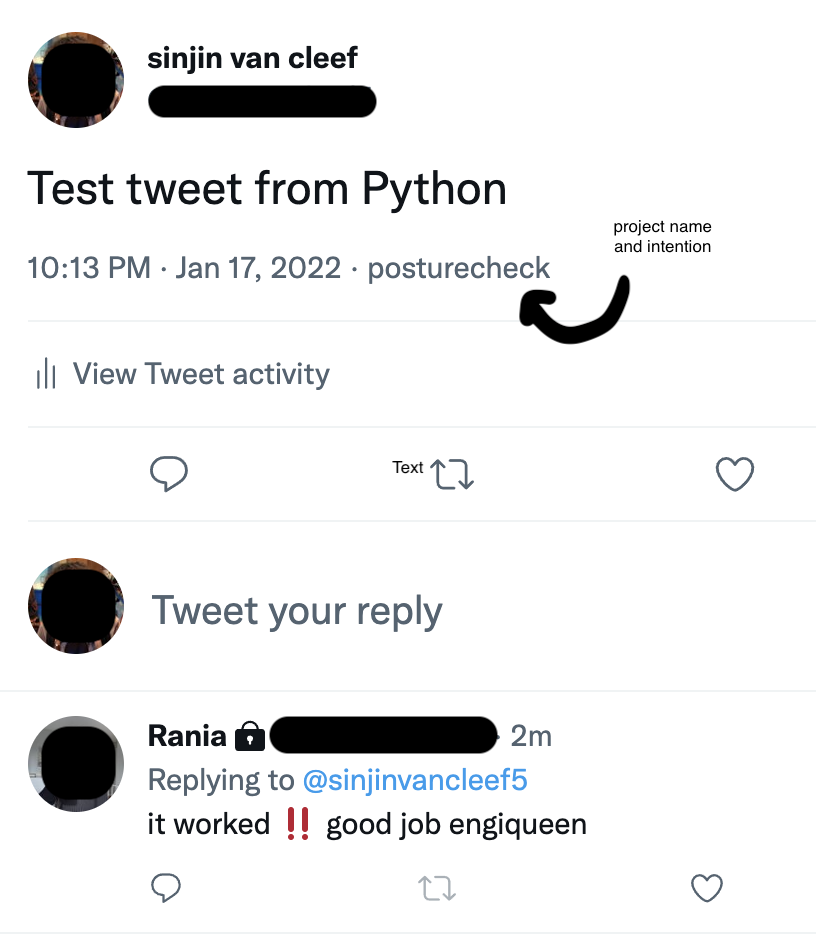 sinjin van cleef
Test tweet from Python
project name
and intention
10:13 PM · Jan 17, 2022 · posturecheck
View Tweet activity
Text
Tweet your reply
Rania 🔒 · 2m
Replying to @sinjinvancleef5
it worked ‼️ good job engiqueen